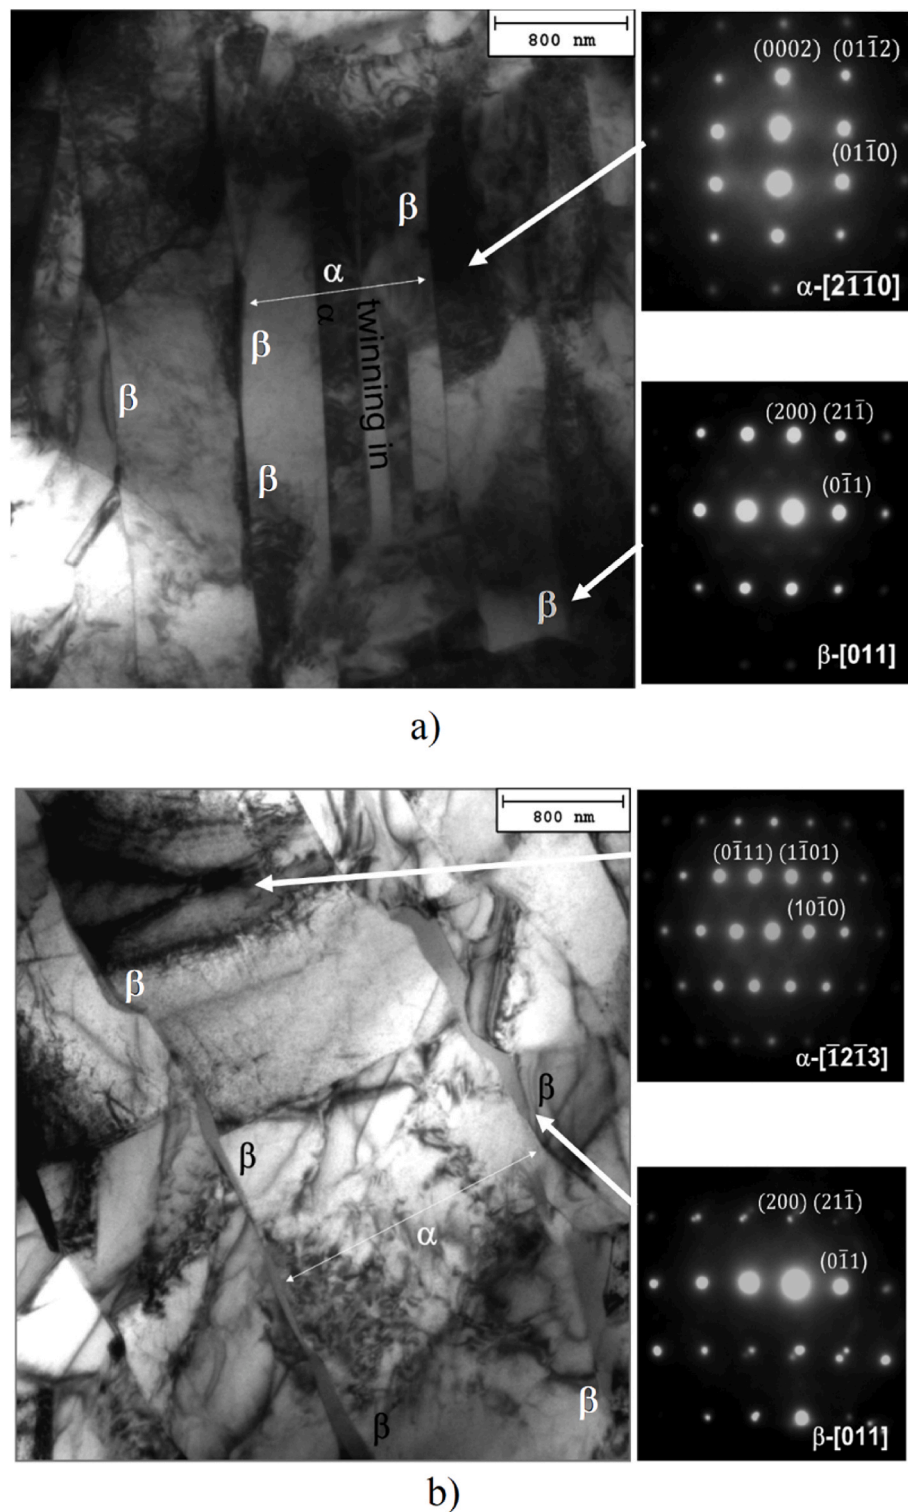 800 nm
(0002) (011̅2)
(011̅0)
α-[21̅1̅0]
β
α
α
twinning in
β
β
β
(200) (211̅)
(01̅1)
β
β-[011]
a)
800 nm
(01̅11) (11̅01)
(101̅0)
α-[1̅21̅3]
β
β
β
α
(200) (211̅)
(01̅1)
β
β
β-[011]
b)